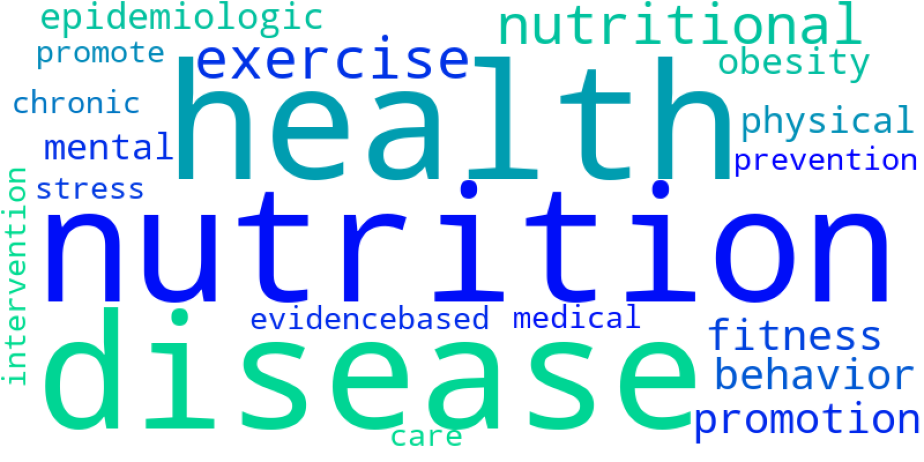 epidemiologic
nutritional
promote
exercise
obesity
health
chronic
physical
mental
prevention
stress
intervention
nutrition
evidencebased
medical
disease
fitness
behavior
promotion
care